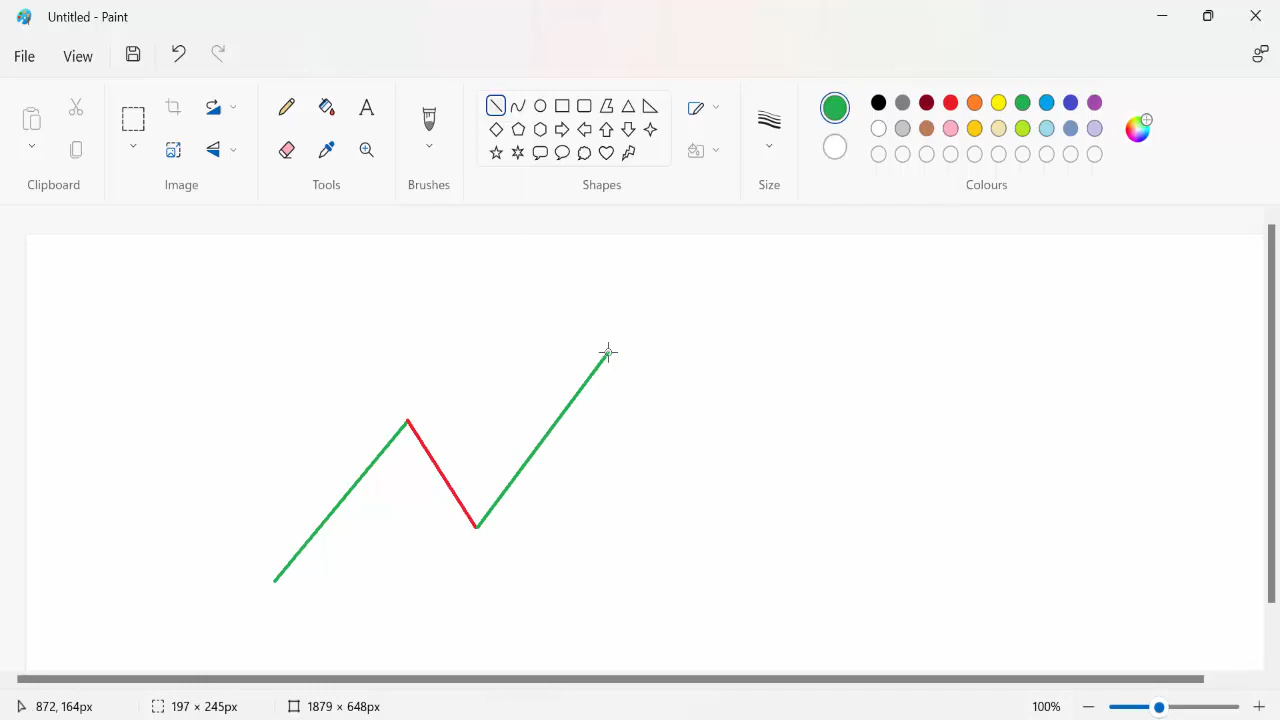 Untitled - Paint
File View
A
Clipboard Image Tools Brushes Shapes Size Colours
872, 164px 197 × 245px 1879 × 648px 100%